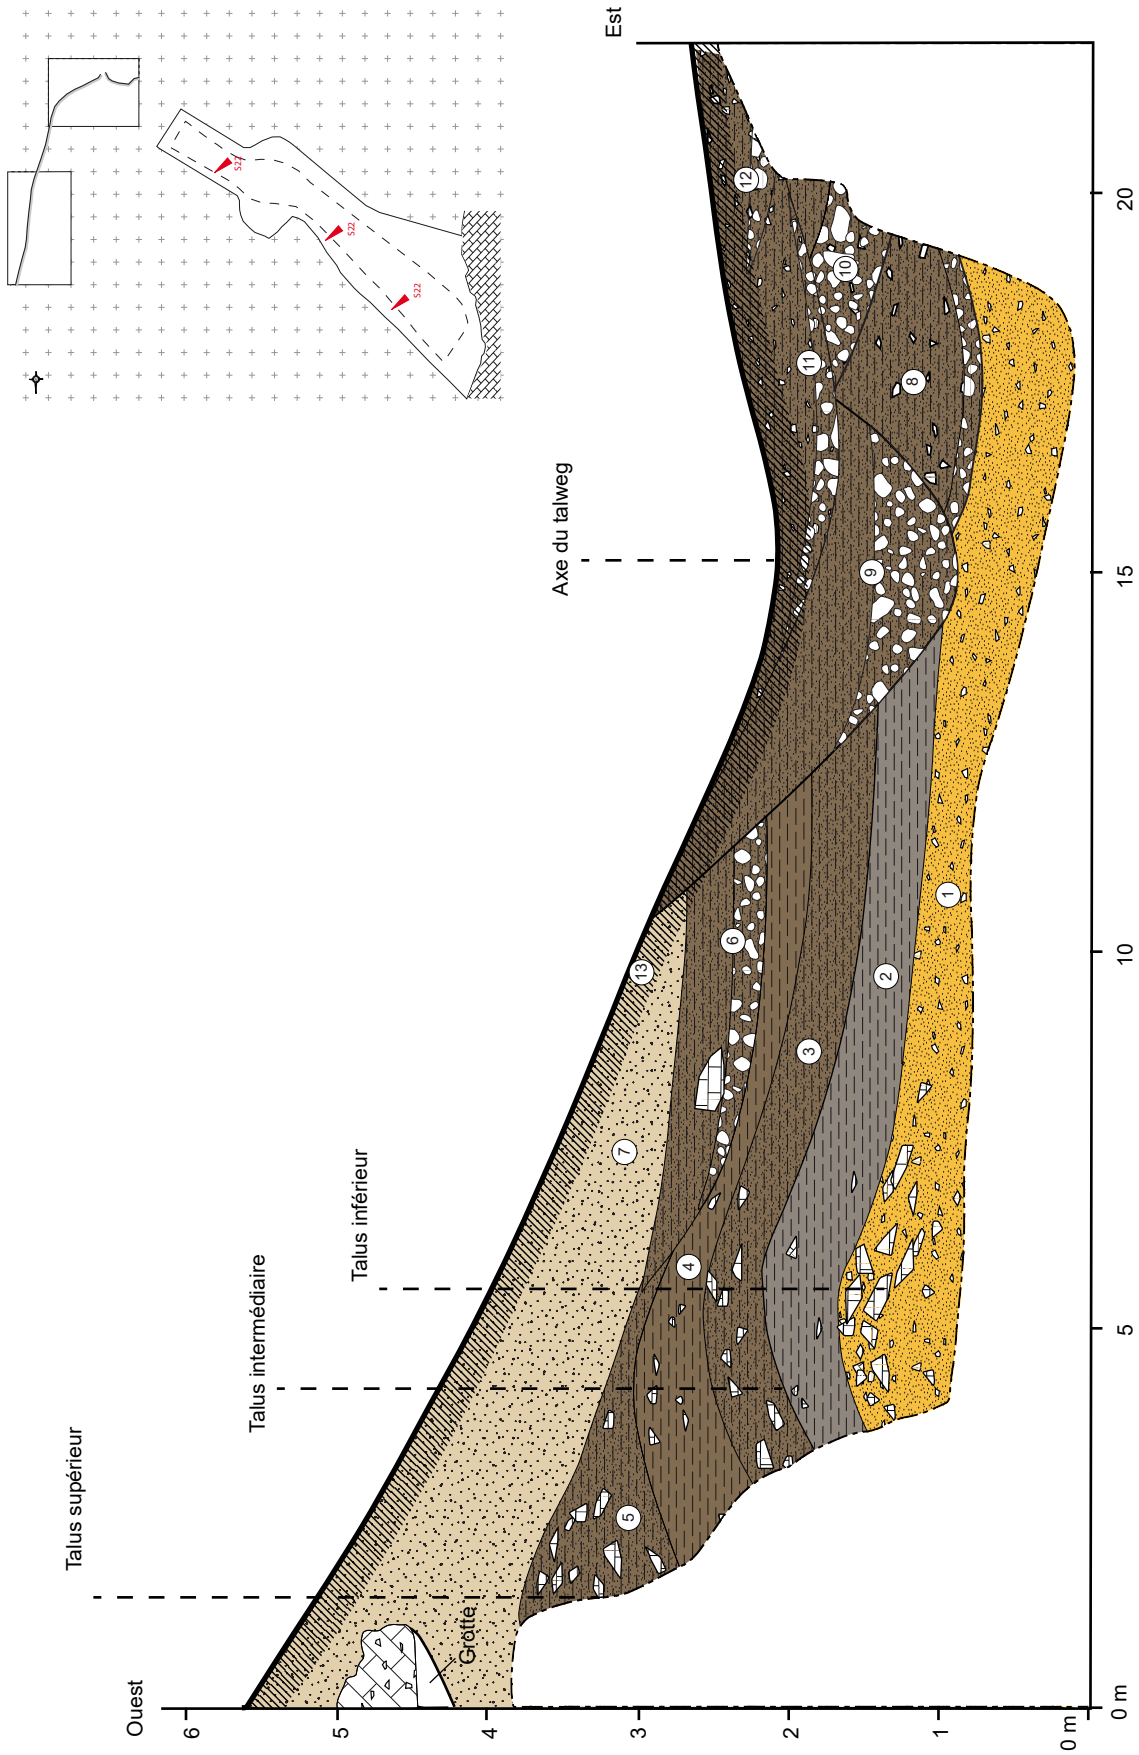 Ouest
Est
Talus supérieur
Talus intermédiaire
Talus inférieur
Axe du talweg
Grotte
S22
S22
S22
1
2
3
4
5
6
7
8
9
10
11
12
13
6
5
4
3
2
1
0 m
0 m
5
10
15
20